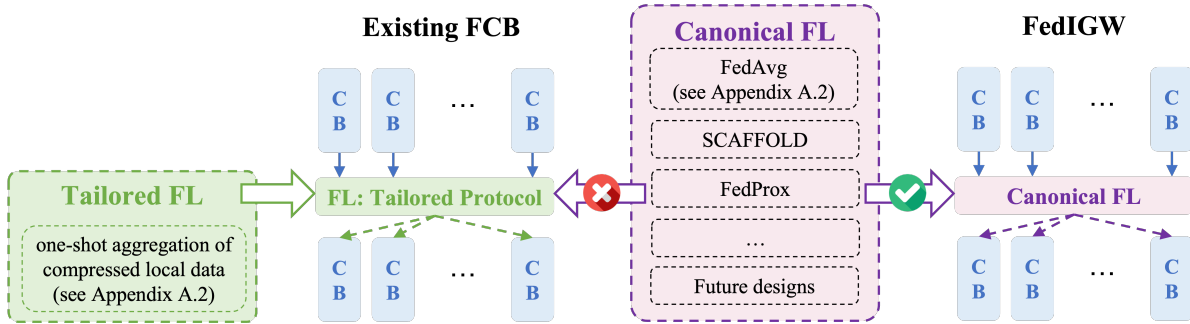 Existing FCB
C
B
C
B
...
C
B
FL: Tailored Protocol
C
B
C
B
...
C
B
Tailored FL
one-shot aggregation of
compressed local data
(see Appendix A.2)
Canonical FL
FedAvg
(see Appendix A.2)
SCAFFOLD
FedProx
...
Future designs
FedIGW
C
B
C
B
...
C
B
Canonical FL
C
B
C
B
...
C
B